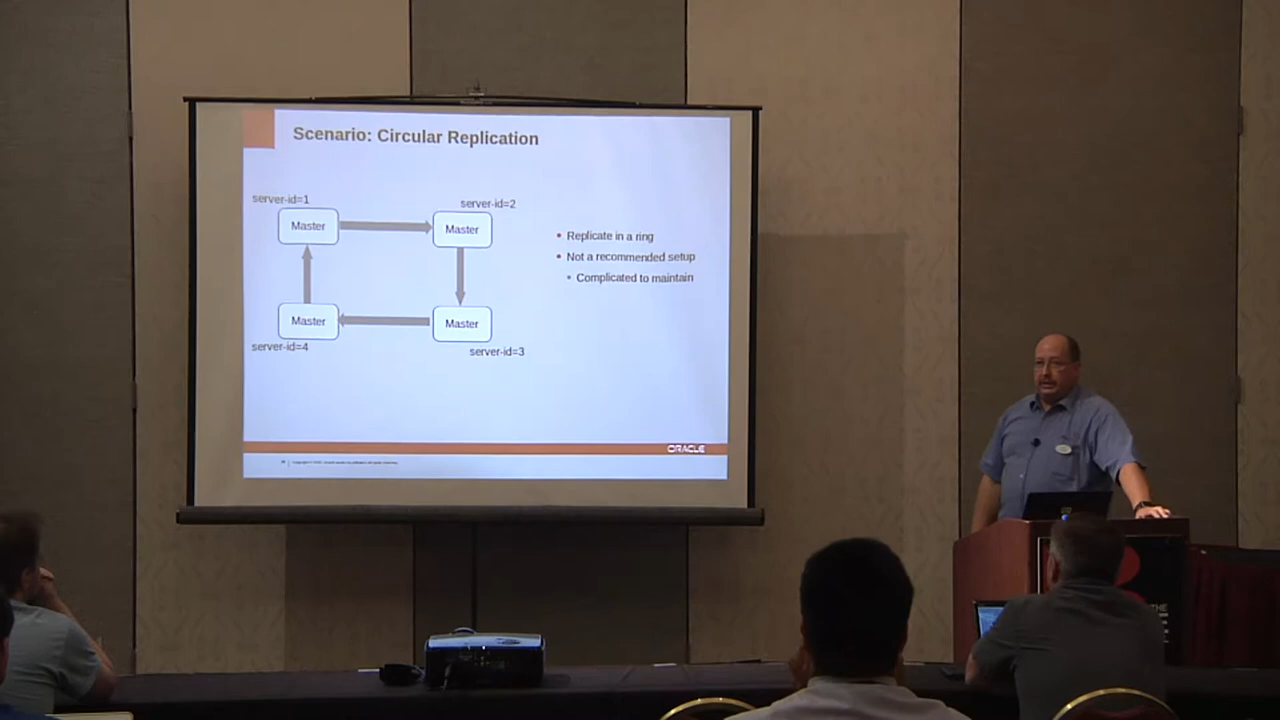 Scenario: Circular Replication
server-id=1
server-id=2
Master
Master
Master
Master
server-id=4
server-id=3
• Replicate in a ring
• Not a recommended setup
• Complicated to maintain
ORACLE
THE